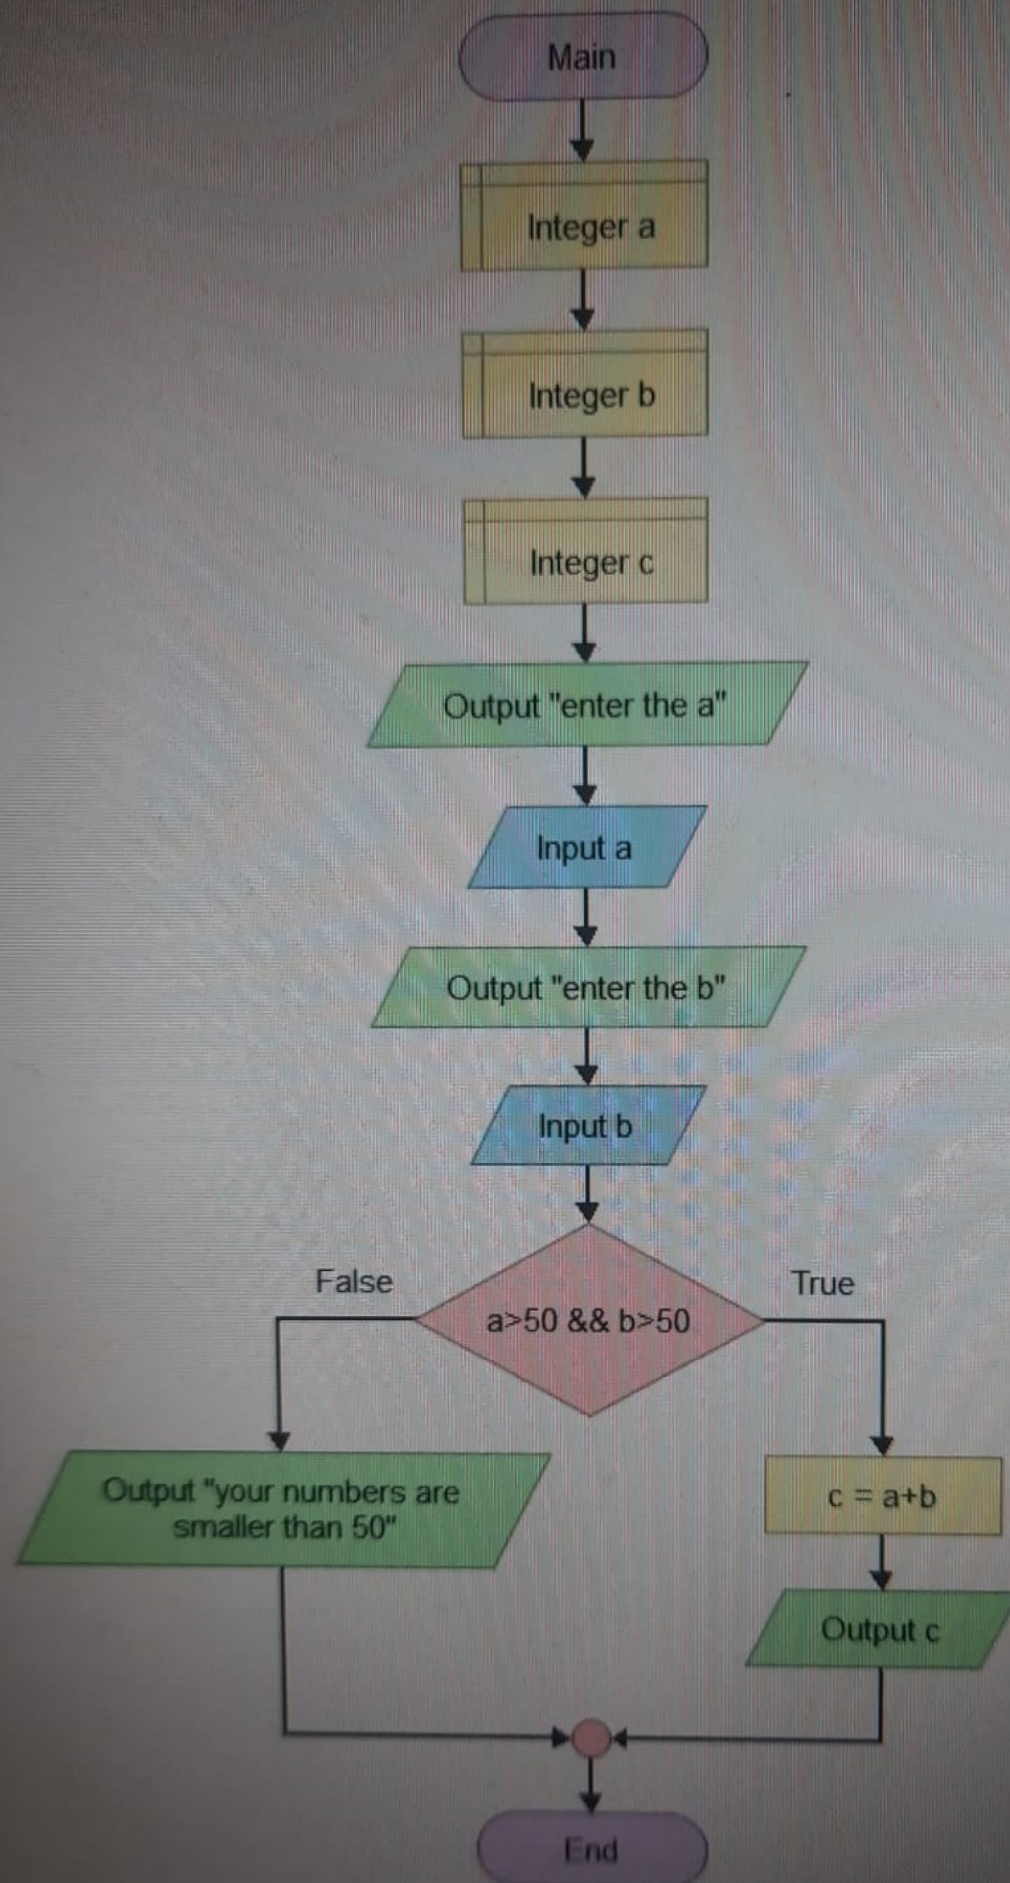 Main
Integer a
Integer b
Integer c
Output "enter the a"
Input a
Output "enter the b"
Input b
False
True
a>50 && b>50
Output "your numbers are
smaller than 50"
c = a+b
Output c
End